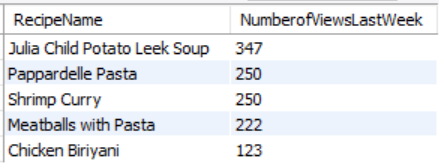 RecipeName NumberofViewsLastWeek
Julia Child Potato Leek Soup 347
Pappardelle Pasta 250
Shrimp Curry 250
Meatballs with Pasta 222
Chicken Biriyani 123